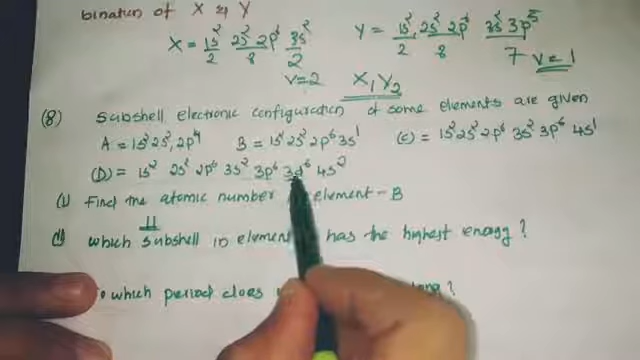 bination of X & Y
X = 1s² 2s² 2p⁶ 3s² Y = 1s², 2s² 2p⁶ 3s² 3p⁵
2 8 2 2 8 7 V = 1
V=2 X₁Y₂
(8) Subshell electronic configuration of some elements are given
A = 1s² 2s², 2p⁴ B = 1s² 2s² 2p⁶ 3s¹ (C) = 1s² 2s² 2p⁶ 3s² 3p⁶ 4s¹
(D) = 1s² 2s² 2p⁶ 3s² 3p⁶ 3d⁶ 4s²
(i) Find the atomic number element - B
11
which subshell in element has the highest energy?
which period does